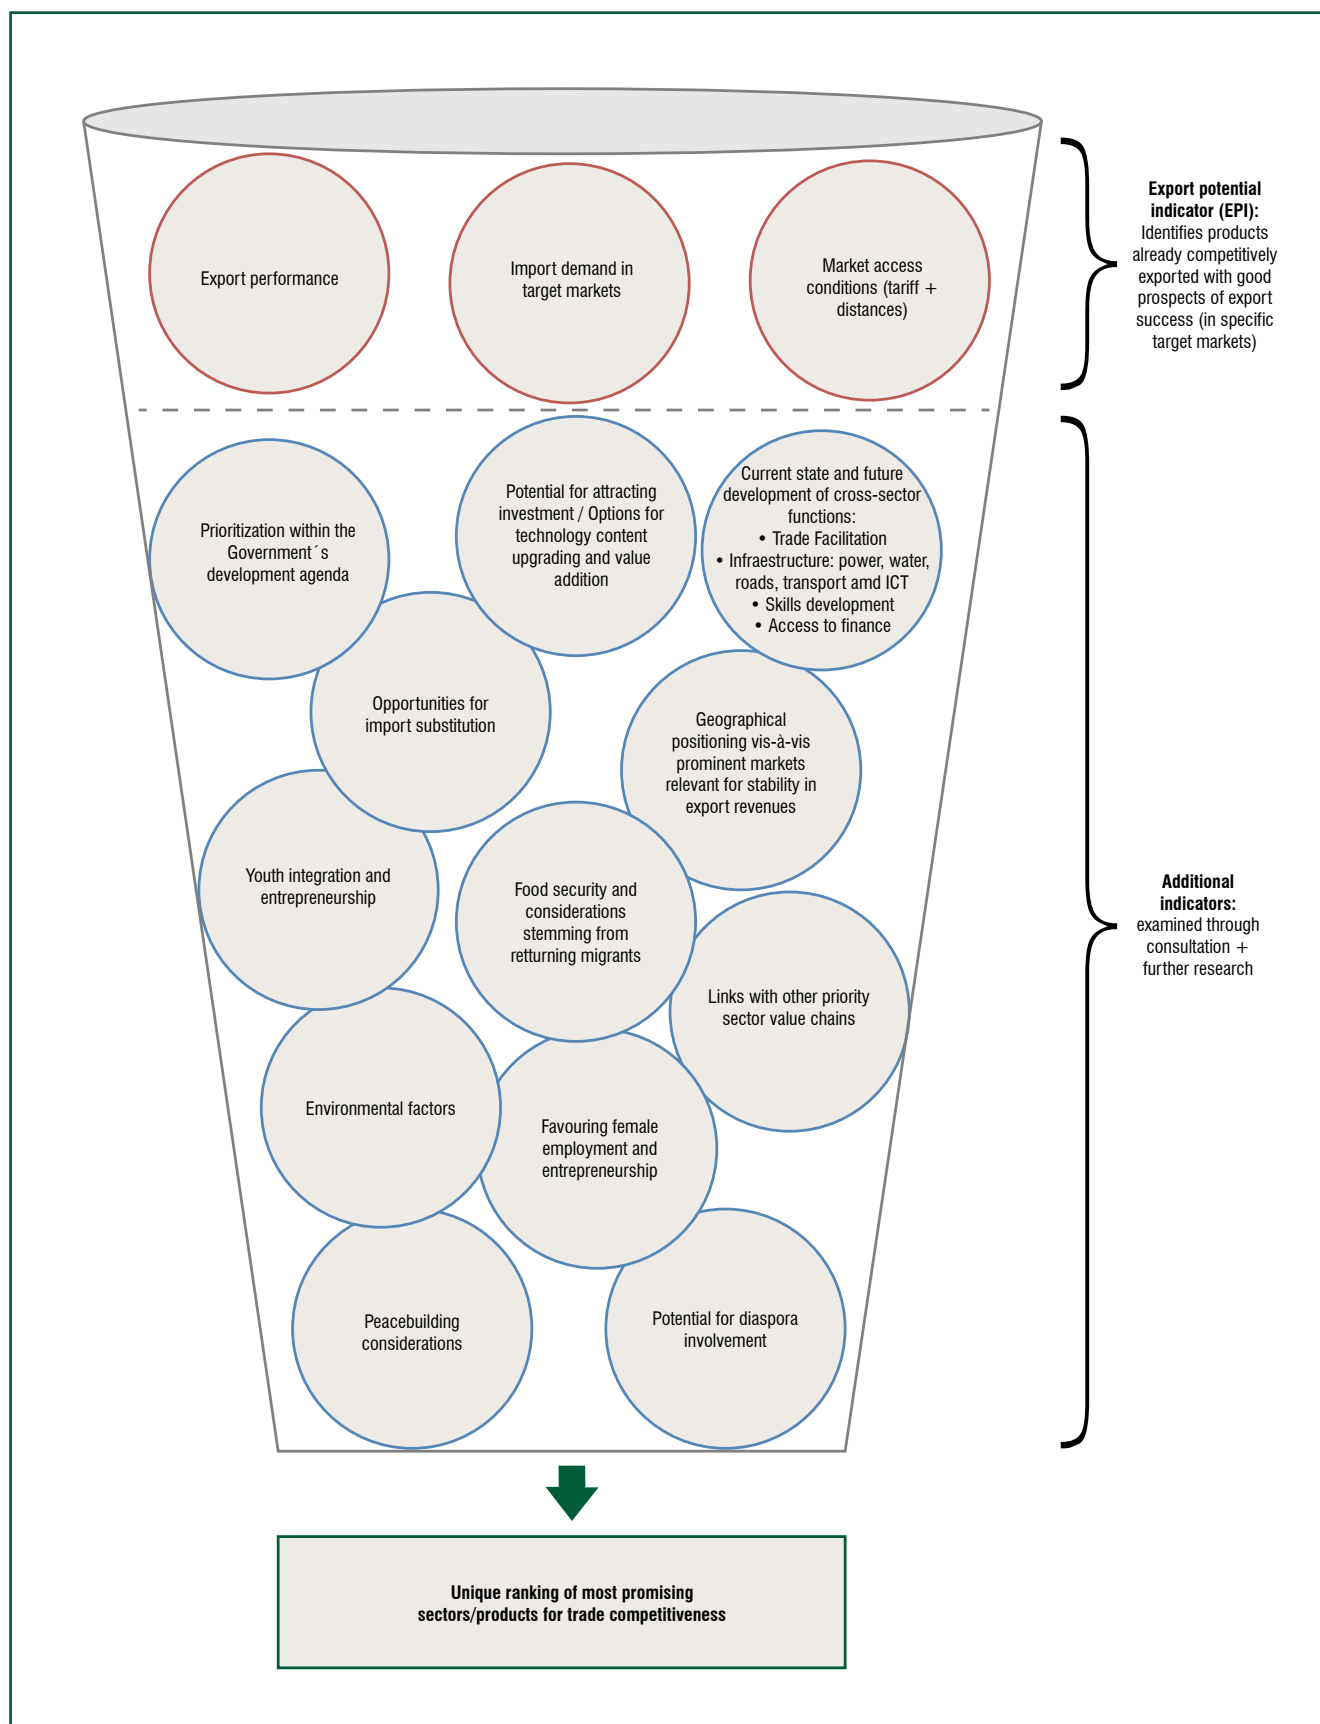 Export performance
Import demand in
target markets
Market access
conditions (tariff +
distances)
Export potential
indicator (EPI):
Identifies products
already competitively
exported with good
prospects of export
success (in specific
target markets)
Prioritization within the
Government´s
development agenda
Potential for attracting
investment / Options for
technology content
upgrading and value
addition
Current state and future
development of cross-sector
functions:
• Trade Facilitation
• Infraestructure: power, water,
roads, transport amd ICT
• Skills development
• Access to finance
Opportunities for
import substitution
Geographical
positioning vis-à-vis
prominent markets
relevant for stability in
export revenues
Youth integration and
entrepreneurship
Food security and
considerations
stemming from
retturning migrants
Additional
indicators:
examined through
consultation +
further research
Links with other priority
sector value chains
Environmental factors
Favouring female
employment and
entrepreneurship
Peacebuilding
considerations
Potential for diaspora
involvement
Unique ranking of most promising
sectors/products for trade competitiveness